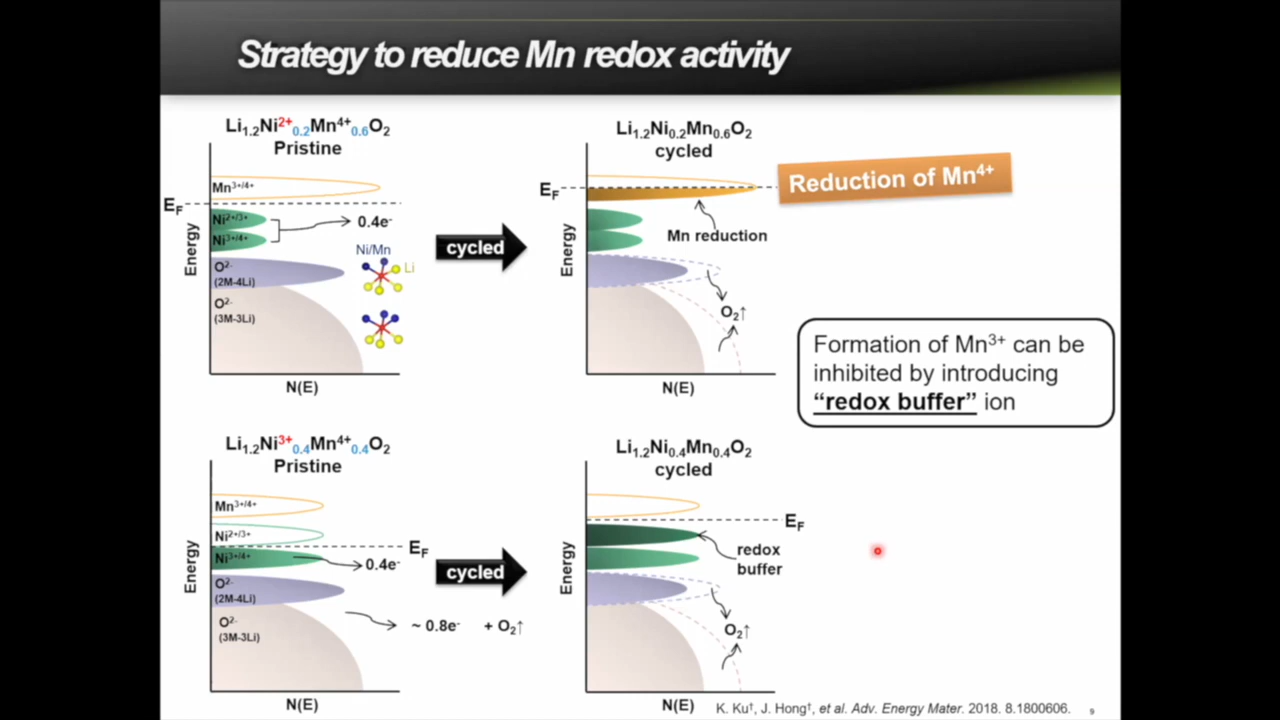 Strategy to reduce Mn redox activity
Li1.2Ni2+0.2Mn4+0.6O2
Pristine
Mn3+/4+
EF
Ni2+/3+
Ni3+/4+
0.4e-
Energy
O2-
(2M-4Li)
O2-
(3M-3Li)
Ni/Mn
Li
N(E)
cycled
Li1.2Ni0.2Mn0.6O2
cycled
EF
Energy
Mn reduction
O2↑
N(E)
Reduction of Mn4+
Formation of Mn3+ can be
inhibited by introducing
“redox buffer” ion
Li1.2Ni3+0.4Mn4+0.4O2
Pristine
Mn3+/4+
Ni2+/3+
EF
Ni3+/4+
0.4e-
Energy
O2-
(2M-4Li)
O2-
(3M-3Li)
~ 0.8e- + O2↑
N(E)
cycled
Li1.2Ni0.4Mn0.4O2
cycled
EF
Energy
redox
buffer
O2↑
N(E)
K. Ku†, J. Hong†, et al. Adv. Energy Mater. 2018. 8.1800606.
9